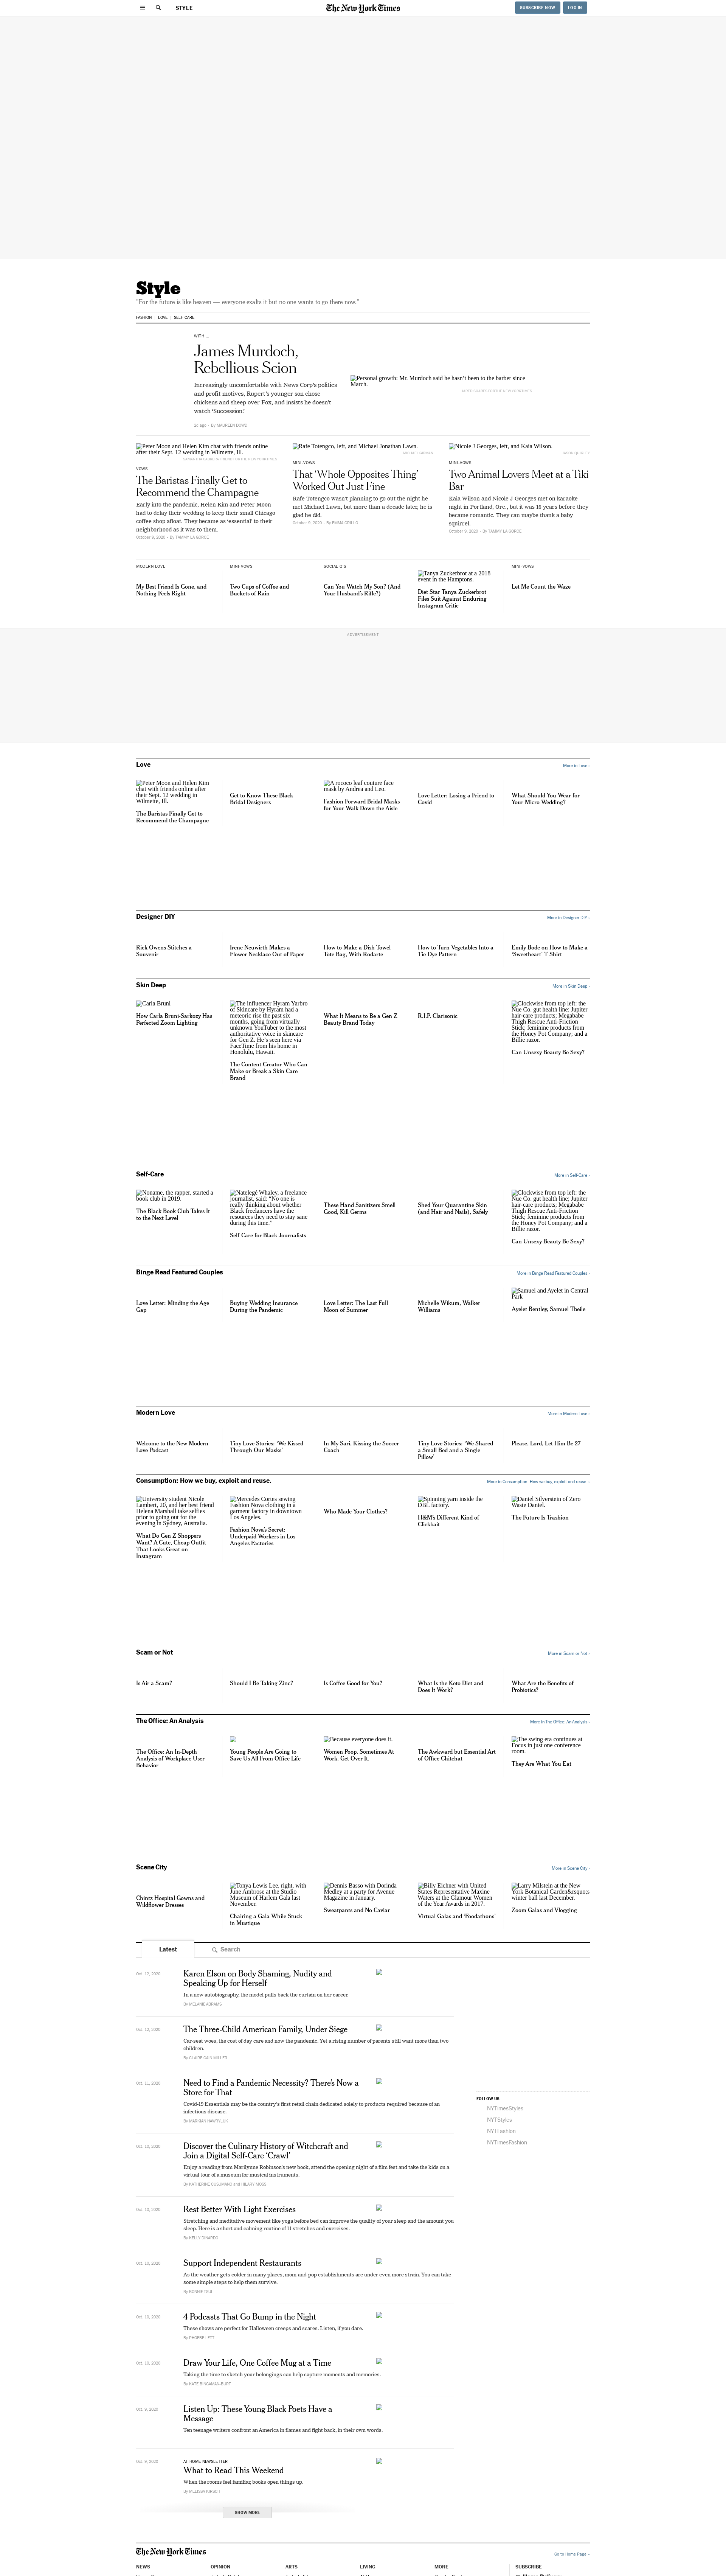 STYLE
The New York Times
SUBSCRIBE NOW
LOG IN
Style
“For the future is like heaven — everyone exalts it but no one wants to go there now.”
FASHION
LOVE
SELF-CARE
WITH …
James Murdoch,
Rebellious Scion
Increasingly uncomfortable with News Corp’s politics
and profit motives, Rupert’s younger son chose
chickens and sheep over Fox, and insists he doesn’t
watch ‘Succession.’
By MAUREEN DOWD
Personal growth: Mr. Murdoch said he hasn’t been to the barber since
March.
Peter Moon and Helen Kim chat with friends online
after their Sept. 12 wedding in Wilmette, Ill.
VOWS
The Baristas Finally Get to
Recommend the Champagne
Early into the pandemic, Helen Kim and Peter Moon
had to delay their wedding to keep their small Chicago
coffee shop afloat. They became as ‘essential’ to their
neighborhood as it was to them.
October 9, 2020 - By TAMMY LA GORCE
Rafe Totengco, left, and Michael Jonathan Lawn.
MINI-VOWS
That ‘Whole Opposites Thing’
Worked Out Just Fine
Rafe Totengco wasn’t planning to go out the night he
met Michael Lawn, but more than a decade later, he is
glad he did.
October 9, 2020 - By EMMA GRILLO
Nicole J Georges, left, and Kaia Wilson.
MINI-VOWS
Two Animal Lovers Meet at a Tiki
Bar
Kaia Wilson and Nicole J Georges met on karaoke
night in Portland, Ore., but it was 16 years before they
became romantic. They can maybe thank a baby
squirrel.
October 9, 2020 - By TAMMY LA GORCE
MODERN LOVE
My Best Friend Is Gone, and
Nothing Feels Right
MINI-VOWS
Two Cups of Coffee and
Buckets of Rain
SOCIAL Q’S
Can You Watch My Son? (And
Your Husband’s Rifle?)
Tanya Zuckerbrot at a 2018
event in the Hamptons.
Diet Star Tanya Zuckerbrot
Files Suit Against Enduring
Instagram Critic
MINI-VOWS
Let Me Count the Ways
ADVERTISEMENT
Love
More in Love ›
Peter Moon and Helen Kim
chat with friends online after
their Sept. 12 wedding in
Wilmette, Ill.
The Baristas Finally Get to
Recommend the Champagne
Get to Know These Black
Bridal Designers
A rococo leaf couture face
mask by Andrea and Leo.
Fashion Forward Bridal Masks
for Your Walk Down the Aisle
Love Letter: Losing a Friend to
Covid
What Should You Wear for
Your Micro Wedding?
Designer DIY
More in Designer DIY ›
Rick Owens Stitches a
Souvenir
Irene Neuwirth Makes a
Flower Necklace Out of Paper
How to Make a Dish Towel
Tote Bag, With Rodarte
How to Turn Vegetables Into a
Tie-Dye Pattern
Emily Bode on How to Make a
‘Sweetheart’ T-Shirt
Skin Deep
More in Skin Deep ›
Carla Bruni
How Carla Bruni-Sarkozy Has
Perfected Zoom Lighting
The influencer Hyram Yarbro
of Skincare by Hyram had a
meteoric rise the past six
months, going from virtually
unknown YouTuber to the most
authoritative voice in skincare
for Gen Z. He’s seen here via
FaceTime from his home in
Honolulu, Hawaii.
The Content Creator Who Can
Make or Break a Skin Care
Brand
What It Means to Be a Gen Z
Beauty Brand Today
R.I.P. Clarisonic
Clockwise from top left: the
Nue Co. gut health line; Jupiter
hair-care products; Megababe
Thigh Rescue Anti-Friction
Stick; feminine products from
the Honey Pot Company; and a
Billie razor.
Can Unsexy Beauty Be Sexy?
Self-Care
More in Self-Care ›
Noname, the rapper, started a
book club in 2019.
The Black Book Club Takes It
to the Next Level
Natelegé Whaley, a freelance
journalist, said: “No one is
really thinking about whether
Black freelancers have the
resources they need to stay sane
during this time.”
Self-Care for Black Journalists
These Hand Sanitizers Smell
Good, Kill Germs
Shed Your Quarantine Skin
(and Hair and Nails), Safely
Clockwise from top left: the
Nue Co. gut health line; Jupiter
hair-care products; Megababe
Thigh Rescue Anti-Friction
Stick; feminine products from
the Honey Pot Company; and a
Billie razor.
Can Unsexy Beauty Be Sexy?
Binge Read Featured Couples
More in Binge Read Featured Couples ›
Love Letter: Minding the Age
Gap
Buying Wedding Insurance
During the Pandemic
Love Letter: The Last Full
Moon of Summer
Michelle Wikum, Walker
Williams
Samuel and Ayelet in Central
Park
Ayelet Bentley, Samuel Tbeile
Modern Love
More in Modern Love ›
Welcome to the New Modern
Love Podcast
Tiny Love Stories: ‘We Kissed
Through Our Masks’
In My Sari, Kissing the Soccer
Coach
Tiny Love Stories: ‘We Shared
a Small Bed and a Single
Pillow’
Please, Lord, Let Him Be 27
Consumption: How we buy, exploit and reuse.
More in Consumption: How we buy, exploit and reuse. ›
University student Nicole
Lambert, 20, and her best friend
Helena Marshall take selfies
prior to going out for the
evening in Sydney, Australia.
What Do Gen Z Shoppers
Want? A Cute, Cheap Outfit
That Looks Great on
Instagram
Mercedes Cortes sewing
Fashion Nova clothing in a
garment factory in downtown
Los Angeles.
Fashion Nova’s Secret:
Underpaid Workers in Los
Angeles Factories
Who Made Your Clothes?
Spinning yarn inside the
DBL factory.
H&M’s Different Kind of
Clickbait
Daniel Silverstein of Zero
Waste Daniel.
The Future Is Trashion
Scam or Not
More in Scam or Not ›
Is Air a Scam?
Should I Be Taking Zinc?
Is Coffee Good for You?
What Is the Keto Diet and
Does It Work?
What Are the Benefits of
Probiotics?
The Office: An Analysis
More in The Office: An Analysis ›
The Office: An In-Depth
Analysis of Workplace User
Behavior
Young People Are Going to
Save Us All From Office Life
Because everyone does it.
Women Poop. Sometimes At
Work. Get Over It.
The Awkward but Essential Art
of Office Chitchat
The swing era continues at
Focus in just one conference
room.
They Are What You Eat
Scene City
More in Scene City ›
Chintz Hospital Gowns and
Wildflower Dresses
Tonya Lewis Lee, right, with
June Ambrose at the Studio
Museum of Harlem Gala last
November.
Chairing a Gala While Stuck
in Mustique
Dennis Basso with Dorinda
Medley at a party for Avenue
Magazine in January.
Sweatpants and No Caviar
Billy Eichner with United
States Representative Maxine
Waters at the Glamour Women
of the Year Awards in 2017.
Virtual Galas and ‘Foodathons’
Larry Milstein at the New
York Botanical Garden&rsquo;s
winter ball last December.
Zoom Galas and Vlogging
Latest
Search
Oct. 12, 2020
Karen Elson on Body Shaming, Nudity and
Speaking Up for Herself
In a new autobiography, the model pulls back the curtain on her career.
By MELANIE ABRAMS
The Three-Child American Family, Under Siege
Car-seat woes, the cost of day care and now the pandemic. Yet a rising number of parents still want more than two
children.
By CLAIRE CAIN MILLER
Oct. 11, 2020
Need to Find a Pandemic Necessity? There’s Now a
Store for That
Covid-19 Essentials may be the country’s first retail chain dedicated solely to products required because of an
infectious disease.
By MARIHAM HAVRYLUK
Oct. 10, 2020
Discover the Culinary History of Witchcraft and
Join a Digital Self-Care ‘Crawl’
Enjoy a reading from Marilynne Robinson’s new book, attend the opening night of a film fest and take the kids on a
virtual tour of a museum for musical instruments.
By KATHERINE CUSUMANO and HILARY MOSS
Oct. 10, 2020
Rest Better With Light Exercises
Stretching and meditative movement like yoga before bed can improve the quality of your sleep and the amount you
sleep. Here is a short and calming routine of 11 stretches and exercises.
By KELLY DINARDO
Oct. 10, 2020
Support Independent Restaurants
As the weather gets colder in many places, mom-and-pop establishments are under even more strain. You can take
some simple steps to help them survive.
By BONNIE TSUI
Oct. 10, 2020
4 Podcasts That Go Bump in the Night
These shows are perfect for Halloween creeps and scares. Listen, if you dare.
By PHOEBE LETT
Oct. 10, 2020
Draw Your Life, One Coffee Mug at a Time
Taking the time to sketch your belongings can help capture moments and memories.
Oct. 9, 2020
Listen Up: These Young Black Poets Have a
Message
Ten teenage writers confront an America in flames and fight back, in their own words.
Oct. 9, 2020
AT HOME NEWSLETTER
What to Read This Weekend
When the rooms feel familiar, books open things up.
By MELISSA KIRSCH
SHOW MORE
FOLLOW US
NYTimesStyles
NYTStyles
NYTFashion
NYTimesFashion
The New York Times
Go to Home Page »
NEWS
OPINION
ARTS
LIVING
MORE
SUBSCRIBE